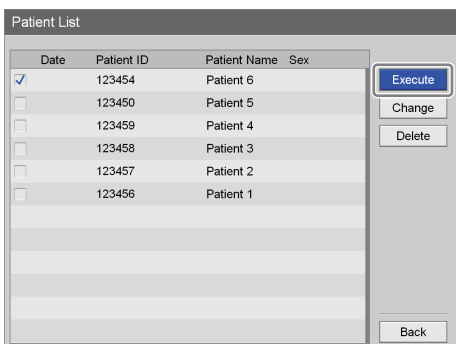 Patient List
Date Patient ID Patient Name Sex
123454 Patient 6
123450 Patient 5
123459 Patient 4
123458 Patient 3
123457 Patient 2
123456 Patient 1
Execute
Change
Delete
Back